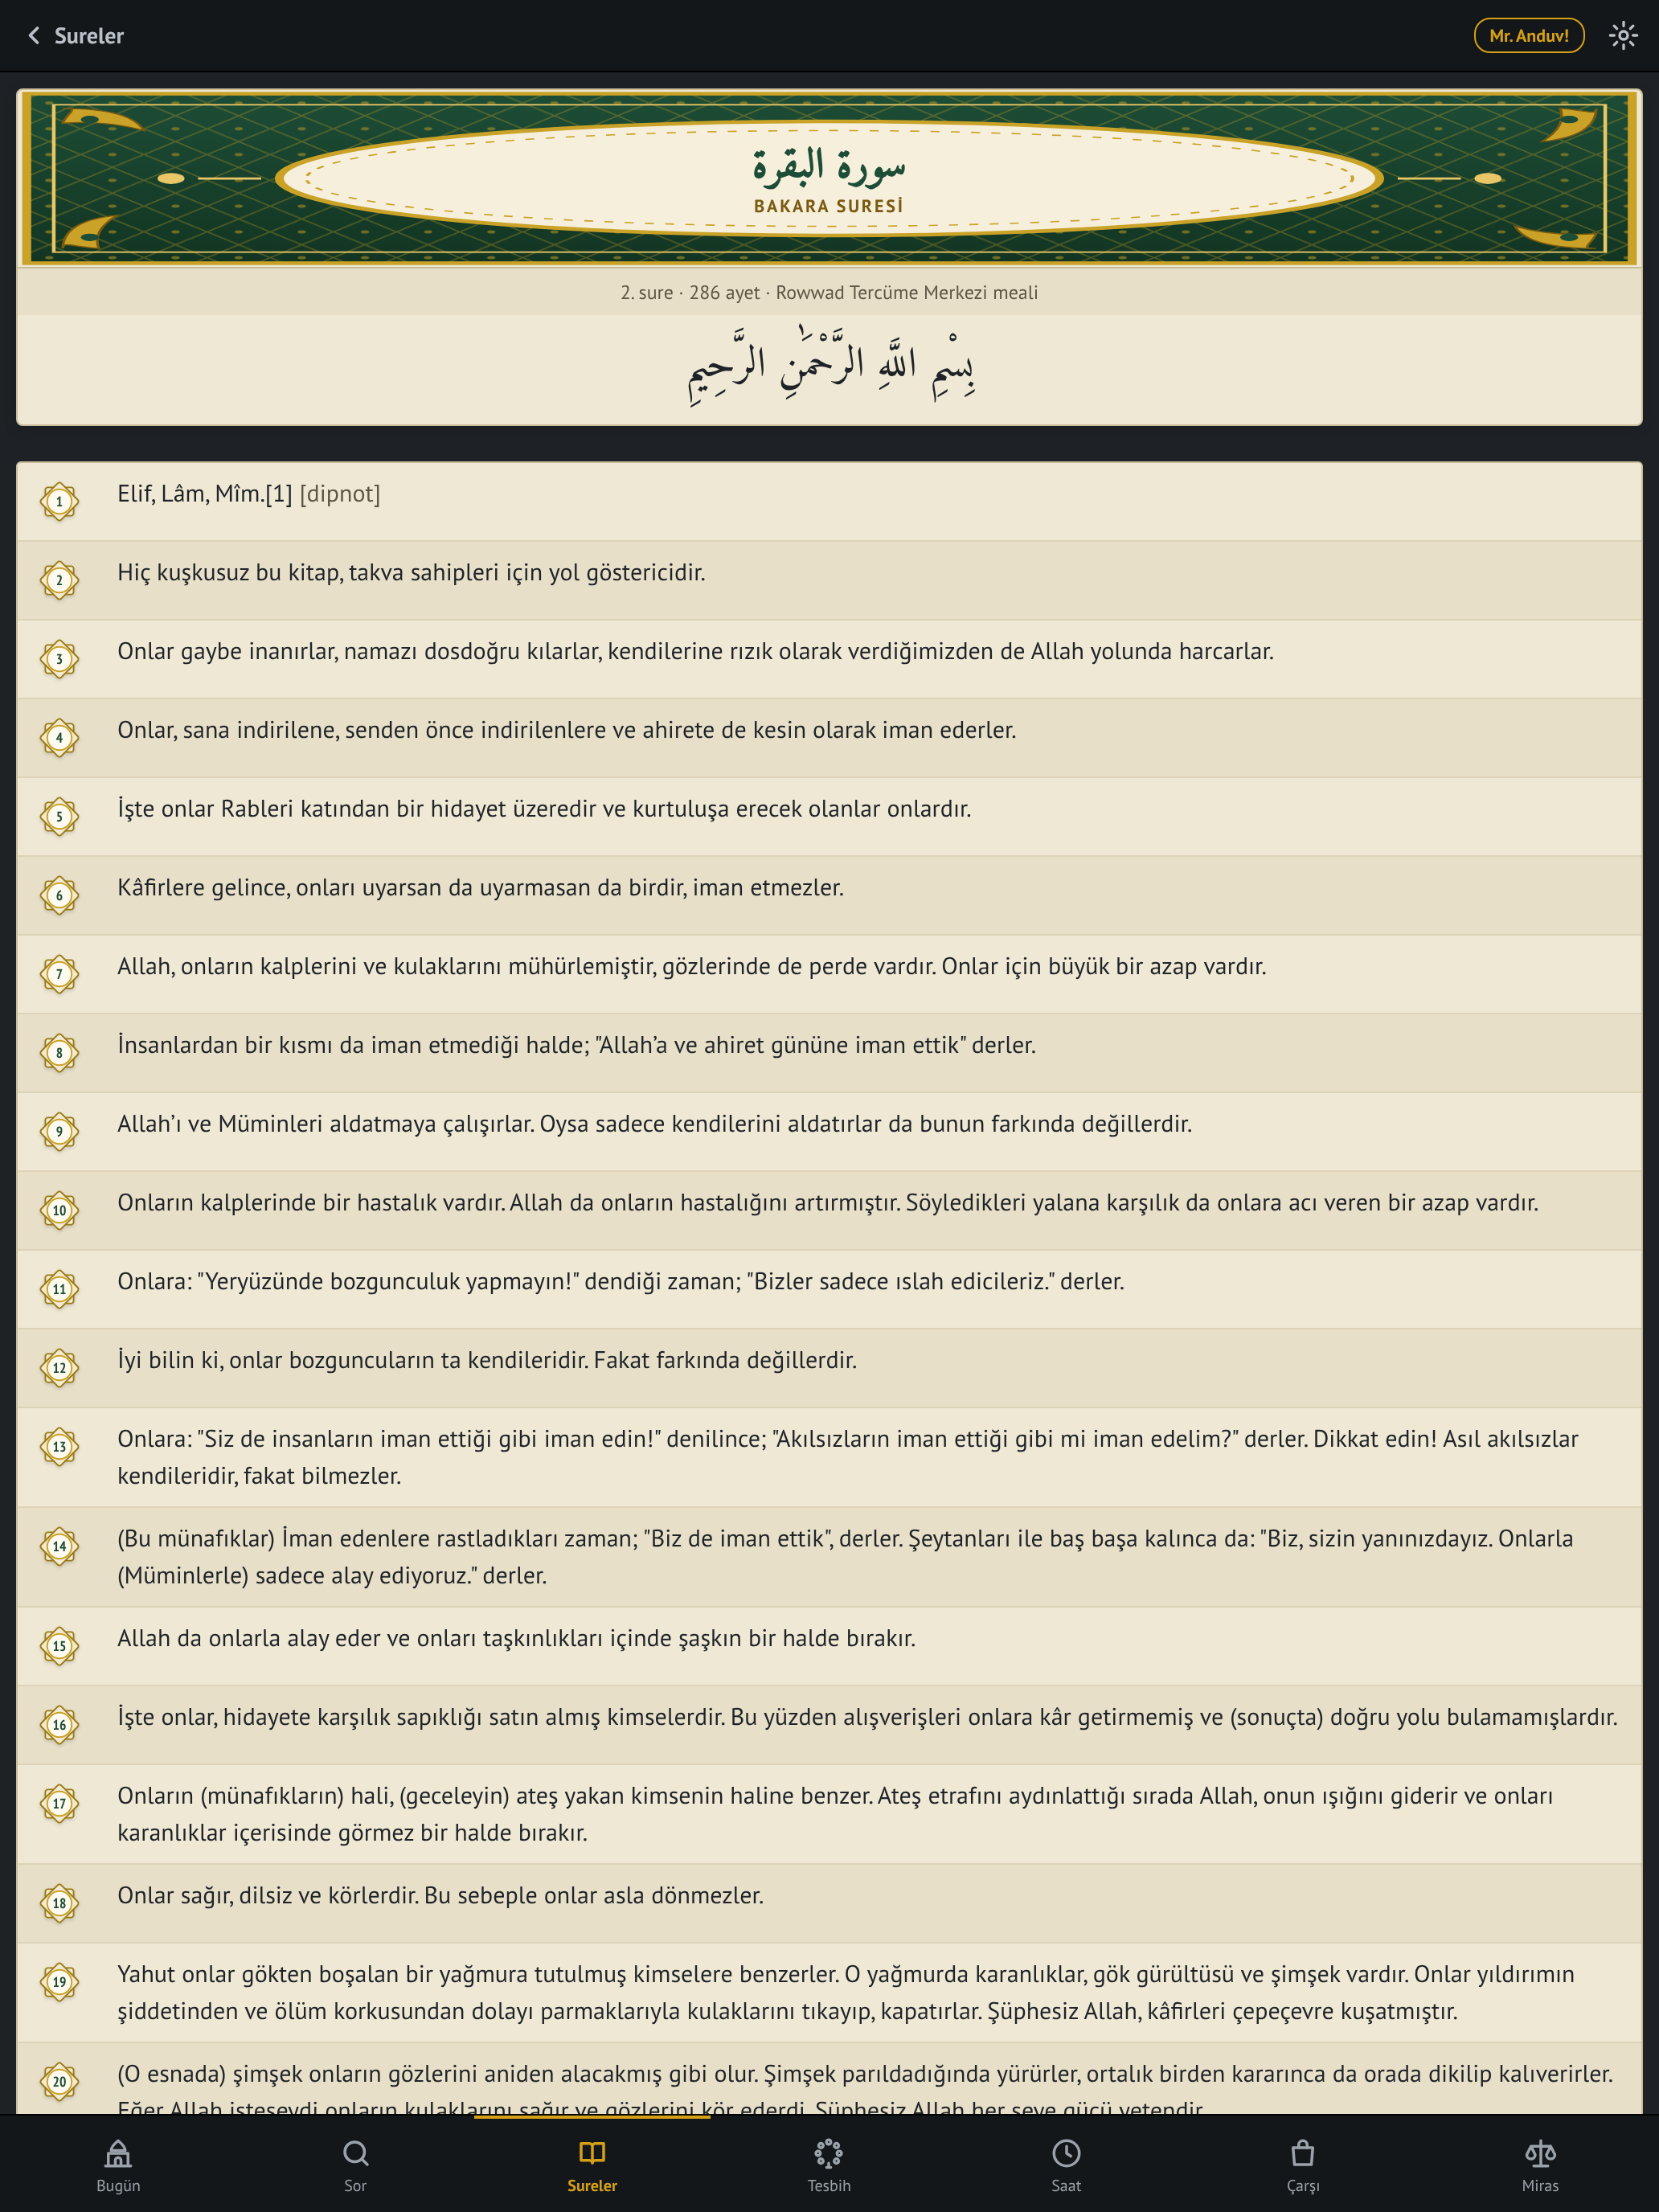 Sureler
Mr. Anduv!
سورة البقرة
BAKARA SURESİ
2. sure · 286 ayet · Rowwad Tercüme Merkezi meali
بِسْمِ اللَّهِ الرَّحْمَٰنِ الرَّحِيمِ
1 Elif, Lâm, Mîm.[1] [dipnot]
2 Hiç kuşkusuz bu kitap, takva sahipleri için yol göstericidir.
3 Onlar gaybe inanırlar, namazı dosdoğru kılarlar, kendilerine rızık olarak verdiğimizden de Allah yolunda harcarlar.
4 Onlar, sana indirilene, senden önce indirilenlere ve ahirete de kesin olarak iman ederler.
5 İşte onlar Rableri katından bir hidayet üzeredir ve kurtuluşa erecek olanlar onlardır.
6 Kâfirlere gelince, onları uyarsan da uyarmasan da birdir, iman etmezler.
7 Allah, onların kalplerini ve kulaklarını mühürlemiştir, gözlerinde de perde vardır. Onlar için büyük bir azap vardır.
8 İnsanlardan bir kısmı da iman etmediği halde; "Allah’a ve ahiret gününe iman ettik" derler.
9 Allah’ı ve Müminleri aldatmaya çalışırlar. Oysa sadece kendilerini aldatırlar da bunun farkında değillerdir.
10 Onların kalplerinde bir hastalık vardır. Allah da onların hastalığını artırmıştır. Söyledikleri yalana karşılık da onlara acı veren bir azap vardır.
11 Onlara: "Yeryüzünde bozgunculuk yapmayın!" dendiği zaman; "Bizler sadece ıslah edicileriz." derler.
12 İyi bilin ki, onlar bozguncuların ta kendileridir. Fakat farkında değillerdir.
13 Onlara: "Siz de insanların iman ettiği gibi iman edin!" denilince; "Akılsızların iman ettiği gibi mi iman edelim?" derler. Dikkat edin! Asıl akılsızlar
kendileridir, fakat bilmezler.
14 (Bu münafıklar) İman edenlere rastladıkları zaman; "Biz de iman ettik", derler. Şeytanları ile baş başa kalınca da: "Biz, sizin yanınızdayız. Onlarla
(Müminlerle) sadece alay ediyoruz." derler.
15 Allah da onlarla alay eder ve onları taşkınlıkları içinde şaşkın bir halde bırakır.
16 İşte onlar, hidayete karşılık sapıklığı satın almış kimselerdir. Bu yüzden alışverişleri onlara kâr getirmemiş ve (sonuçta) doğru yolu bulamamışlardır.
17 Onların (münafıkların) hali, (geceleyin) ateş yakan kimsenin haline benzer. Ateş etrafını aydınlattığı sırada Allah, onun ışığını giderir ve onları
karanlıklar içerisinde görmez bir halde bırakır.
18 Onlar sağır, dilsiz ve körlerdir. Bu sebeple onlar asla dönmezler.
19 Yahut onlar gökten boşalan bir yağmura tutulmuş kimselere benzerler. O yağmurda karanlıklar, gök gürültüsü ve şimşek vardır. Onlar yıldırımın
şiddetinden ve ölüm korkusundan dolayı parmaklarıyla kulaklarını tıkayıp, kapatırlar. Şüphesiz Allah, kâfirleri çepeçevre kuşatmıştır.
20 (O esnada) şimşek onların gözlerini aniden alacakmış gibi olur. Şimşek parıldadığında yürürler, ortalık birden kararınca da orada dikilip kalıverirler.
Eğer Allah isteseydi onların kulaklarını sağır ve gözlerini kör ederdi. Şüphesiz Allah her şeye gücü yetendir.
Bugün
Sor
Sureler
Tesbih
Saat
Çarşı
Miras